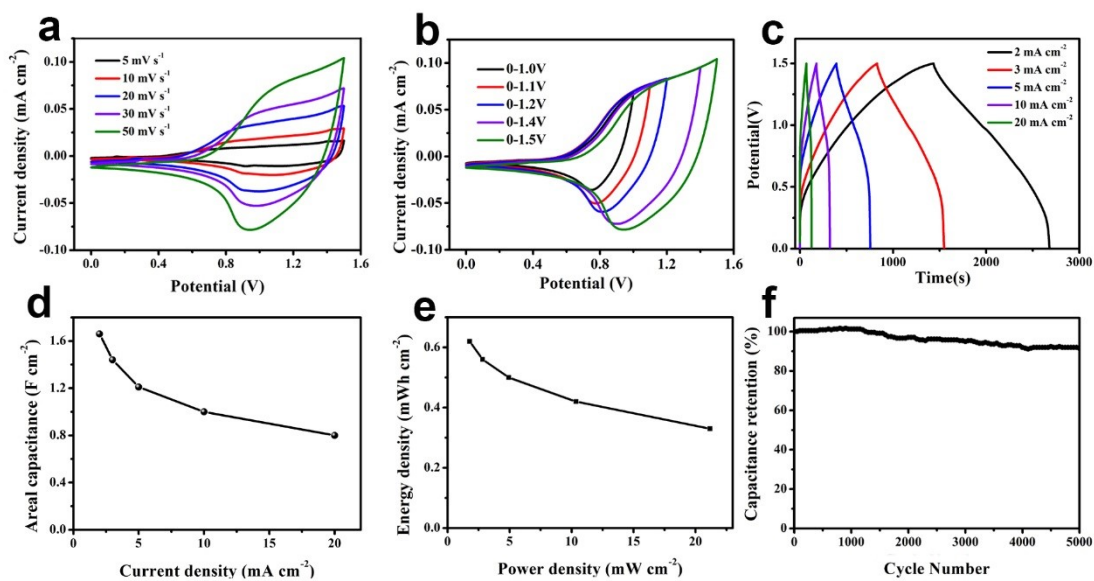 a
Current density (mA cm⁻²)
0.10
0.05
0.00
-0.05
-0.10
5 mV s⁻¹
10 mV s⁻¹
20 mV s⁻¹
30 mV s⁻¹
50 mV s⁻¹
0.0 0.4 0.8 1.2 1.6
Potential (V)
b
Current density (mA cm⁻²)
0.10
0.05
0.00
-0.05
-0.10
0-1.0V
0-1.1V
0-1.2V
0-1.4V
0-1.5V
0.0 0.4 0.8 1.2 1.6
Potential (V)
c
Potential(V)
2.0
1.5
1.0
0.5
0.0
2 mA cm⁻²
3 mA cm⁻²
5 mA cm⁻²
10 mA cm⁻²
20 mA cm⁻²
0 1000 2000 3000
Time(s)
d
Areal capacitance (F cm⁻²)
1.6
1.2
0.8
0.4
0.0
0 5 10 15 20
Current density (mA cm⁻²)
e
Energy density (mWh cm⁻²)
0.6
0.4
0.2
0.0
0 5 10 15 20
Power density (mW cm⁻²)
f
Capacitance retention (%)
120
100
80
60
40
20
0
0 1000 2000 3000 4000 5000
Cycle Number